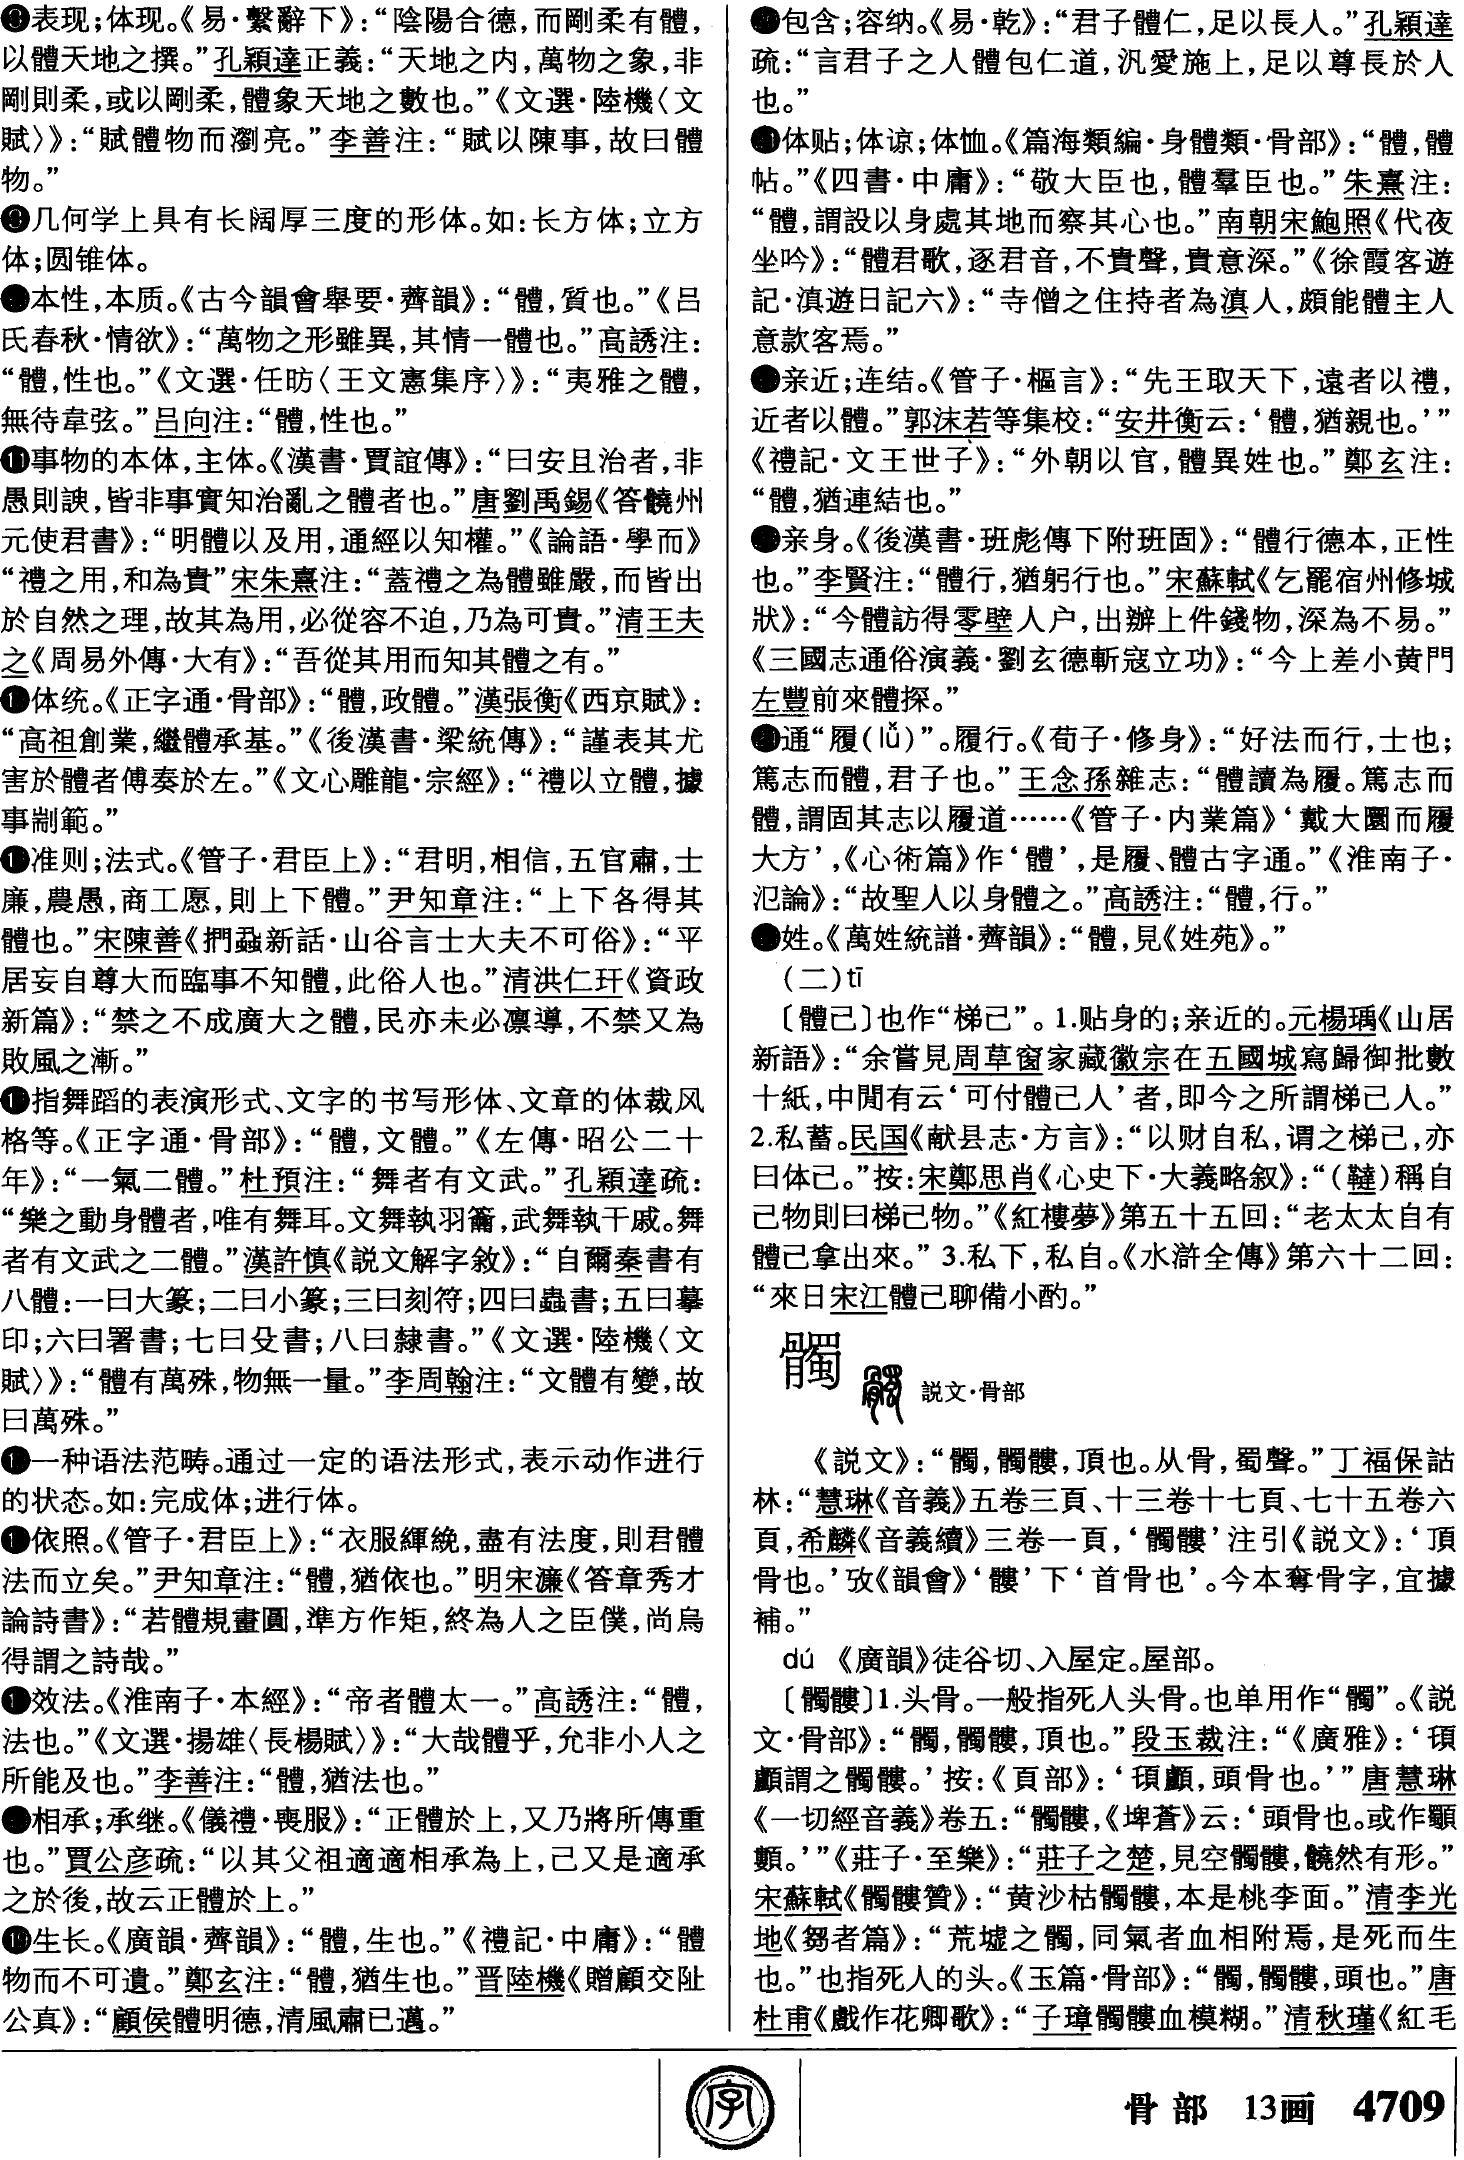 ❽表现;体现。《易·繫辭下》:“陰陽合德,而剛柔有體,
以體天地之撰。”孔穎達正義:“天地之内,萬物之象,非
剛則柔,或以剛柔,體象天地之數也。”《文選·陸機〈文
賦〉》:“賦體物而瀏亮。”李善注:“賦以陳事,故曰體
物。”
❾几何学上具有长阔厚三度的形体。如:长方体;立方
体;圆锥体。
❿本性,本质。《古今韻會舉要·薺韻》:“體,質也。”《吕
氏春秋·情欲》:“萬物之形雖異,其情一體也。”高誘注:
“體,性也。”《文選·任昉〈王文憲集序〉》:“夷雅之體,
無待韋弦。”吕向注:“體,性也。”
⓫事物的本体,主体。《漢書·賈誼傳》:“曰安且治者,非
愚則諛,皆非事實知治亂之體者也。”唐劉禹錫《答饒州
元使君書》:“明體以及用,通經以知權。”《論語·學而》
“禮之用,和為貴”宋朱熹注:“蓋禮之為體雖嚴,而皆出
於自然之理,故其為用,必從容不迫,乃為可貴。”清王夫
之《周易外傳·大有》:“吾從其用而知其體之有。”
⓬体统。《正字通·骨部》:“體,政體。”漢張衡《西京賦》:
“高祖創業,繼體承基。”《後漢書·梁統傳》:“謹表其尤
害於體者傅奏於左。”《文心雕龍·宗經》:“禮以立體,據
事剬範。”
⓭准则;法式。《管子·君臣上》:“君明,相信,五官肅,士
廉,農愚,商工愿,則上下體。”尹知章注:“上下各得其
體也。”宋陳善《捫蝨新話·山谷言士大夫不可俗》:“平
居妄自尊大而臨事不知體,此俗人也。”清洪仁玕《資政
新篇》:“禁之不成廣大之體,民亦未必凛導,不禁又為
敗風之漸。”
⓮指舞蹈的表演形式、文字的书写形体、文章的体裁风
格等。《正字通·骨部》:“體,文體。”《左傳·昭公二十
年》:“一氣二體。”杜預注:“舞者有文武。”孔穎達疏:
“樂之動身體者,唯有舞耳。文舞執羽籥,武舞執干戚。舞
者有文武之二體。”漢許慎《説文解字敘》:“自爾秦書有
八體:一曰大篆;二曰小篆;三曰刻符;四曰蟲書;五曰摹
印;六曰署書;七曰殳書;八曰隸書。”《文選·陸機〈文
賦〉》:“體有萬殊,物無一量。”李周翰注:“文體有變,故
曰萬殊。”
⓯一种语法范畴。通过一定的语法形式,表示动作进行
的状态。如:完成体;进行体。
⓰依照。《管子·君臣上》:“衣服緷絻,盡有法度,則君體
法而立矣。”尹知章注:“體,猶依也。”明宋濂《答章秀才
論詩書》:“若體規畫圓,準方作矩,終為人之臣僕,尚烏
得謂之詩哉。”
⓱效法。《淮南子·本經》:“帝者體太一。”高誘注:“體,
法也。”《文選·揚雄〈長楊賦〉》:“大哉體乎,允非小人之
所能及也。”李善注:“體,猶法也。”
⓲相承;承继。《儀禮·喪服》:“正體於上,又乃將所傳重
也。”賈公彦疏:“以其父祖適適相承為上,己又是適承
之於後,故云正體於上。”
⓳生长。《廣韻·薺韻》:“體,生也。”《禮記·中庸》:“體
物而不可遺。”鄭玄注:“體,猶生也。”晋陸機《贈顧交阯
公真》:“顧侯體明德,清風肅已邁。”
⓴包含;容纳。《易·乾》:“君子體仁,足以長人。”孔穎達
疏:“言君子之人體包仁道,汎愛施上,足以尊長於人
也。”
㉑体贴;体谅;体恤。《篇海類編·身體類·骨部》:“體,體
帖。”《四書·中庸》:“敬大臣也,體羣臣也。”朱熹注:
“體,謂設以身處其地而察其心也。”南朝宋鮑照《代夜
坐吟》:“體君歌,逐君音,不貴聲,貴意深。”《徐霞客遊
記·滇遊日記六》:“寺僧之住持者為滇人,頗能體主人
意款客焉。”
㉒亲近;连结。《管子·樞言》:“先王取天下,遠者以禮,
近者以體。”郭沫若等集校:“安井衡云:‘體,猶親也。’”
《禮記·文王世子》:“外朝以官,體異姓也。”鄭玄注:
“體,猶連結也。”
㉓亲身。《後漢書·班彪傳下附班固》:“體行德本,正性
也。”李賢注:“體行,猶躬行也。”宋蘇軾《乞罷宿州修城
狀》:“今體訪得零壁人户,出辦上件錢物,深為不易。”
《三國志通俗演義·劉玄德斬寇立功》:“今上差小黄門
左豐前來體探。”
㉔通“履(lǚ)”。履行。《荀子·修身》:“好法而行,士也;
篤志而體,君子也。”王念孫雜志:“體讀為履。篤志而
體,謂固其志以履道……《管子·内業篇》‘戴大圜而履
大方’,《心術篇》作‘體’,是履、體古字通。”《淮南子·
氾論》:“故聖人以身體之。”高誘注:“體,行。”
㉕姓。《萬姓統譜·薺韻》:“體,見《姓苑》。”
(二)tī
〔體己〕也作“梯己”。1.贴身的;亲近的。元楊瑀《山居
新語》:“余嘗見周草窗家藏徽宗在五國城寫歸御批數
十紙,中閒有云‘可付體己人’者,即今之所謂梯己人。”
2.私蓄。民国《献县志·方言》:“以财自私,谓之梯己,亦
曰体己。”按:宋鄭思肖《心史下·大義略叙》:“(韃)稱自
己物則曰梯己物。”《紅樓夢》第五十五回:“老太太自有
體己拿出來。”3.私下,私自。《水滸全傳》第六十二回:
“來日宋江體己聊備小酌。”
髑 説文·骨部
《説文》:“髑,髑髏,頂也。从骨,蜀聲。”丁福保詁
林:“慧琳《音義》五卷三頁、十三卷十七頁、七十五卷六
頁,希麟《音義續》三卷一頁,‘髑髏’注引《説文》:‘頂
骨也。’攷《韻會》‘髏’下‘首骨也’。今本奪骨字,宜據
補。”
dú 《廣韻》徒谷切、入屋定。屋部。
〔髑髏〕1.头骨。一般指死人头骨。也单用作“髑”。《説
文·骨部》:“髑,髑髏,頂也。”段玉裁注:“《廣雅》:‘頊
顱謂之髑髏。’按:《頁部》:‘頊顱,頭骨也。’”唐慧琳
《一切經音義》卷五:“髑髏,《埤蒼》云:‘頭骨也。或作顭
顟。’”《莊子·至樂》:“莊子之楚,見空髑髏,髐然有形。”
宋蘇軾《髑髏贊》:“黄沙枯髑髏,本是桃李面。”清李光
地《芻者篇》:“荒墟之髑,同氣者血相附焉,是死而生
也。”也指死人的头。《玉篇·骨部》:“髑,髑髏,頭也。”唐
杜甫《戲作花卿歌》:“子璋髑髏血模糊。”清秋瑾《紅毛
字
骨部 13画 4709